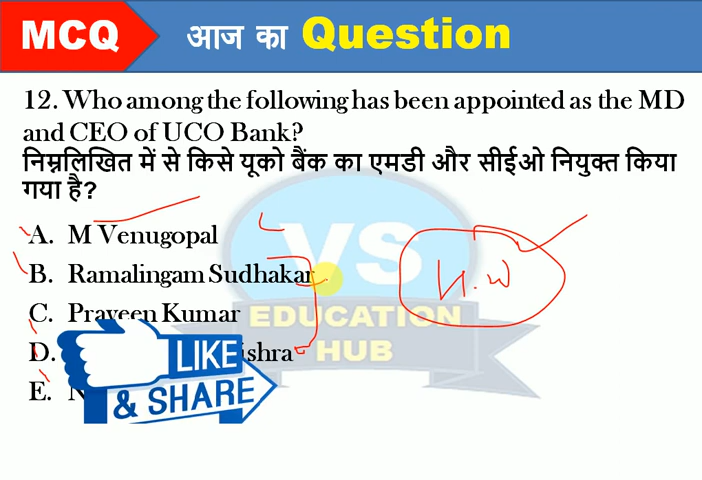 MCQ आज का Question
12. Who among the following has been appointed as the MD
and CEO of UCO Bank?
निम्नलिखित में से किसे यूको बैंक का एमडी और सीईओ नियुक्त किया
गया है?
A. M Venugopal
B. Ramalingam Sudhakar
C. Praveen Kumar
D.
E.
VS
EDUCATION
HUB
LIKE
& SHARE
H.W